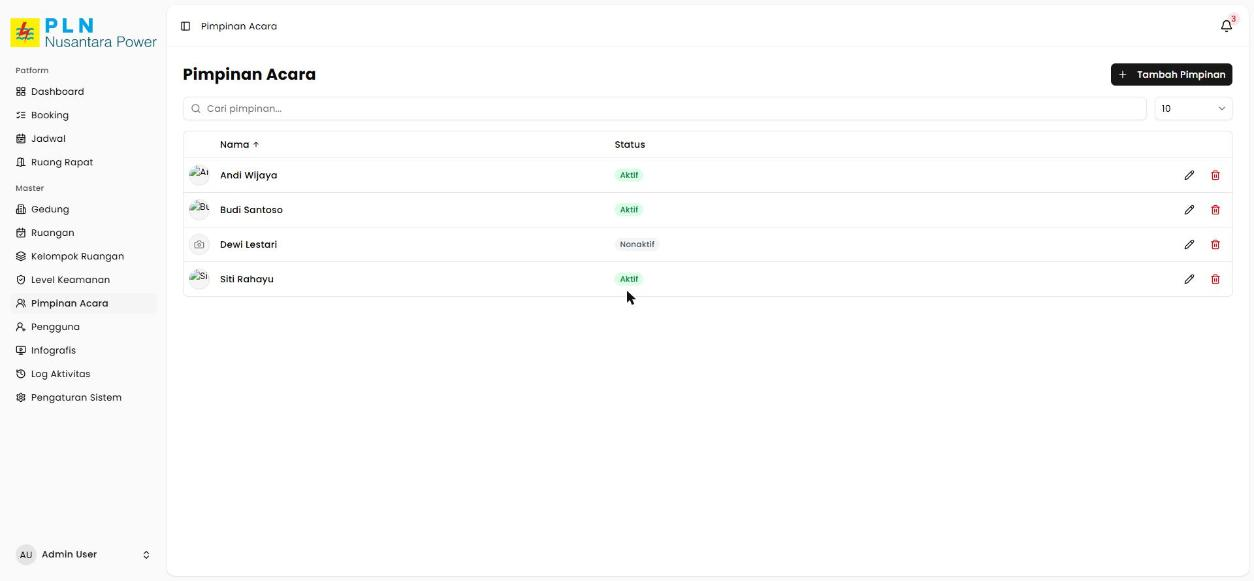 PLN
Nusantara Power
Pimpinan Acara
3
Patform
Dashboard
Booking
Jadwal
Ruang Rapat
Master
Gedung
Ruangan
Kelompok Ruangan
Level Keamanan
Pimpinan Acara
Pengguna
Infografis
Log Aktivitas
Pengaturan Sistem
AU Admin User
Pimpinan Acara
+ Tambah Pimpinan
Cari pimpinan...
10
Nama ↑ Status
Andi Wijaya Aktif
Budi Santoso Aktif
Dewi Lestari Nonaktif
Siti Rahayu Aktif